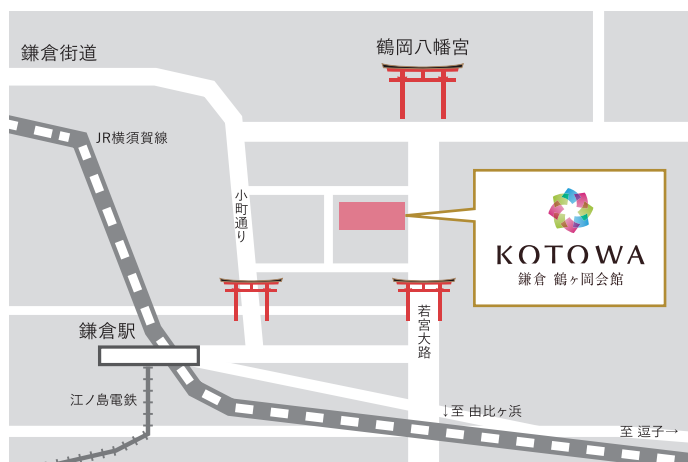 鎌倉街道
鶴岡八幡宮
JR横須賀線
小町通り
KOTOWA
鎌倉 鶴ヶ岡会館
若宮大路
鎌倉駅
江ノ島電鉄
↓至 由比ヶ浜
至 逗子→